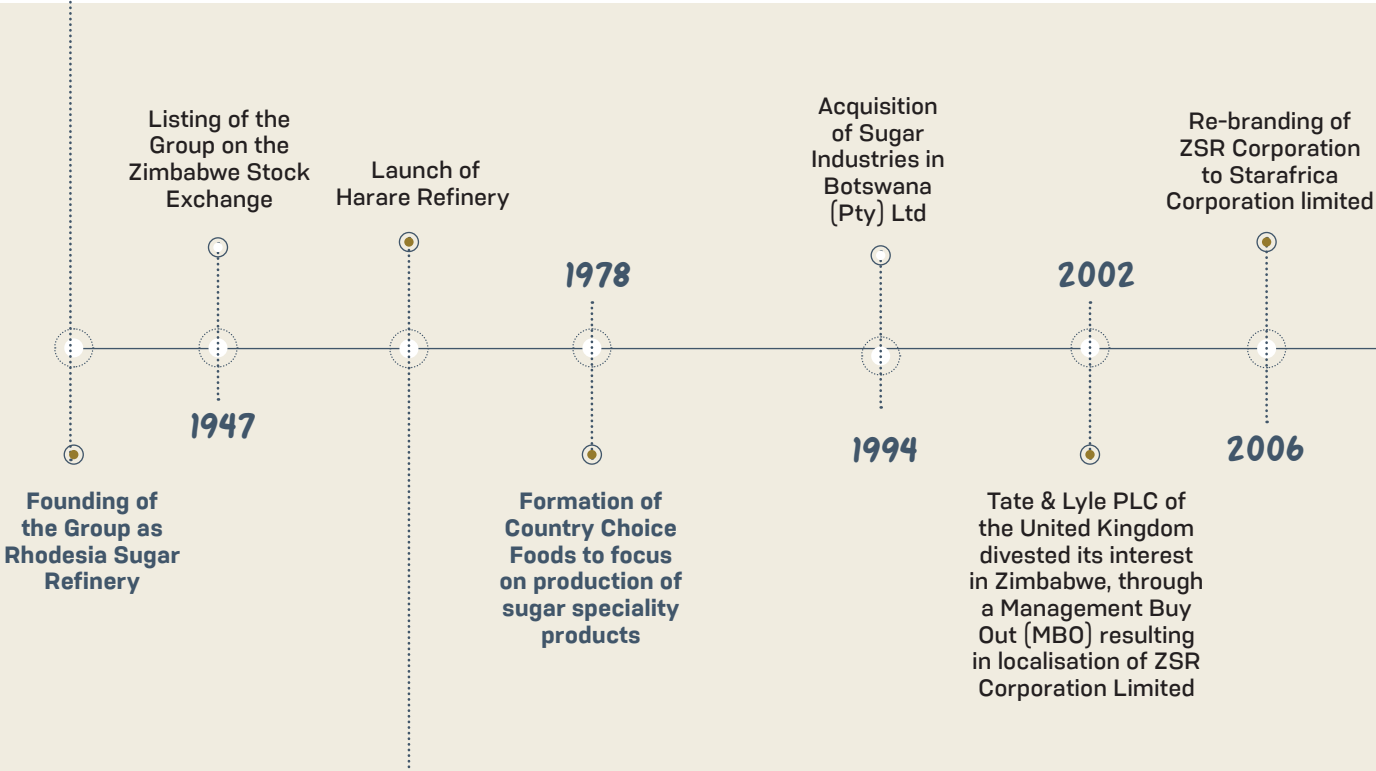 Founding of
the Group as
Rhodesia Sugar
Refinery
Listing of the
Group on the
Zimbabwe Stock
Exchange
1947
Launch of
Harare Refinery
1978
Formation of
Country Choice
Foods to focus
on production of
sugar speciality
products
Acquisition
of Sugar
Industries in
Botswana
(Pty) Ltd
1994
2002
Tate & Lyle PLC of
the United Kingdom
divested its interest
in Zimbabwe, through
a Management Buy
Out (MBO) resulting
in localisation of ZSR
Corporation Limited
Re-branding of
ZSR Corporation
to Starafrica
Corporation limited
2006